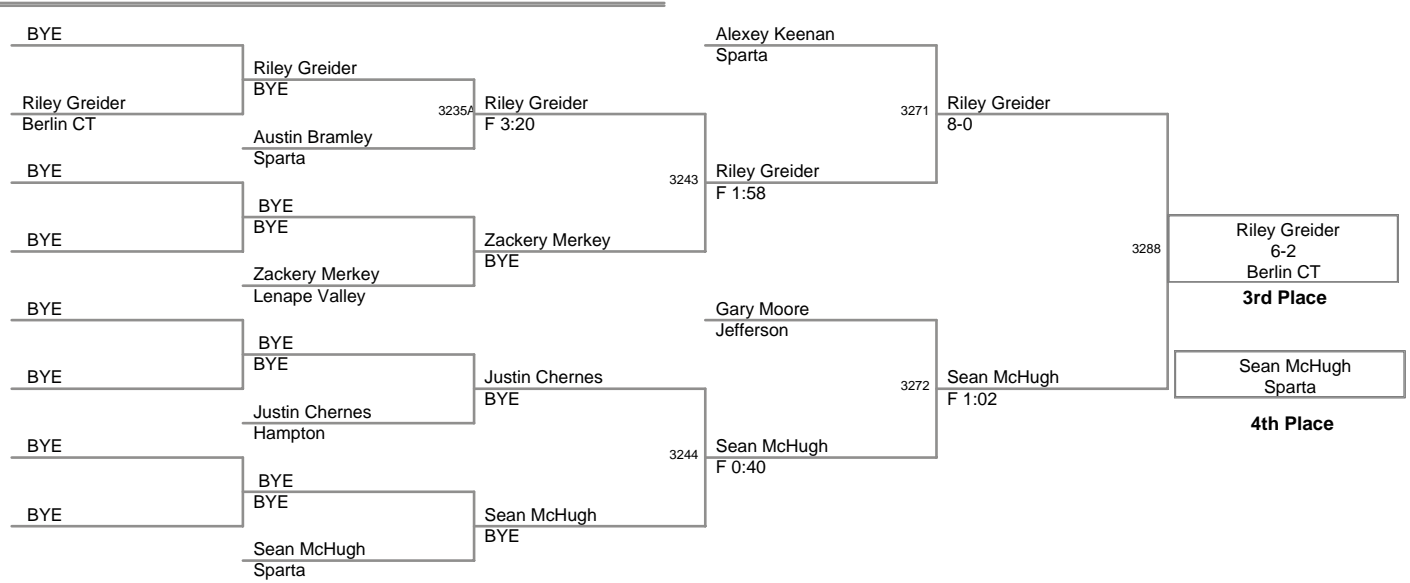 BYE
Alexey Keenan
Sparta
Riley Greider
BYE
Riley Greider
Berlin CT
3235A
Riley Greider
F 3:20
3271
Riley Greider
8-0
Austin Bramley
Sparta
BYE
3243
Riley Greider
F 1:58
BYE
BYE
BYE
Zackery Merkey
BYE
3288
Riley Greider
6-2
Berlin CT
3rd Place
Zackery Merkey
Lenape Valley
BYE
Gary Moore
Jefferson
BYE
BYE
BYE
Justin Chernes
BYE
3272
Sean McHugh
F 1:02
Sean McHugh
Sparta
4th Place
Justin Chernes
Hampton
BYE
3244
Sean McHugh
F 0:40
BYE
BYE
BYE
Sean McHugh
BYE
Sean McHugh
Sparta